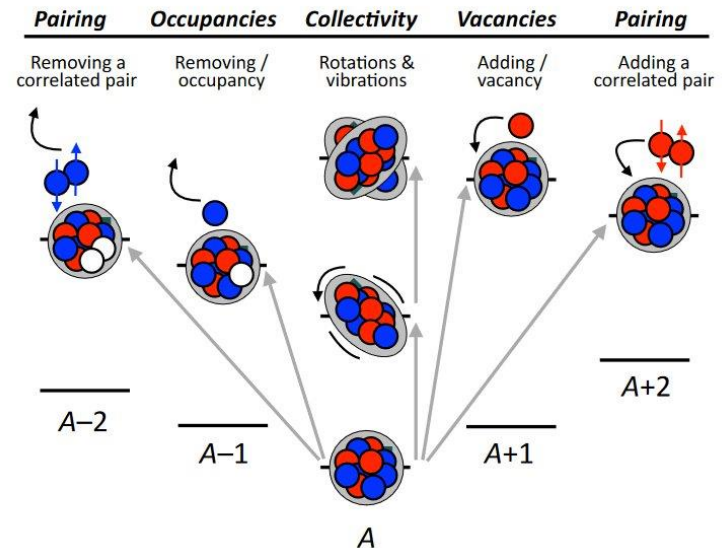 Pairing Occupancies Collectivity Vacancies Pairing
Removing a correlated pair
Removing / occupancy
Rotations & vibrations
Adding / vacancy
Adding a correlated pair
A–2
A–1
A
A+1
A+2